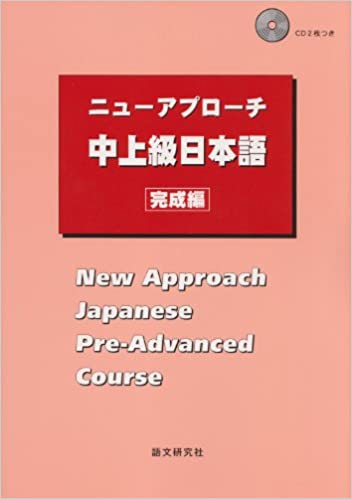 CD2枚つき
ニューアプローチ
中上級日本語
完成編
New Approach
Japanese
Pre-Advanced
Course
語文研究社